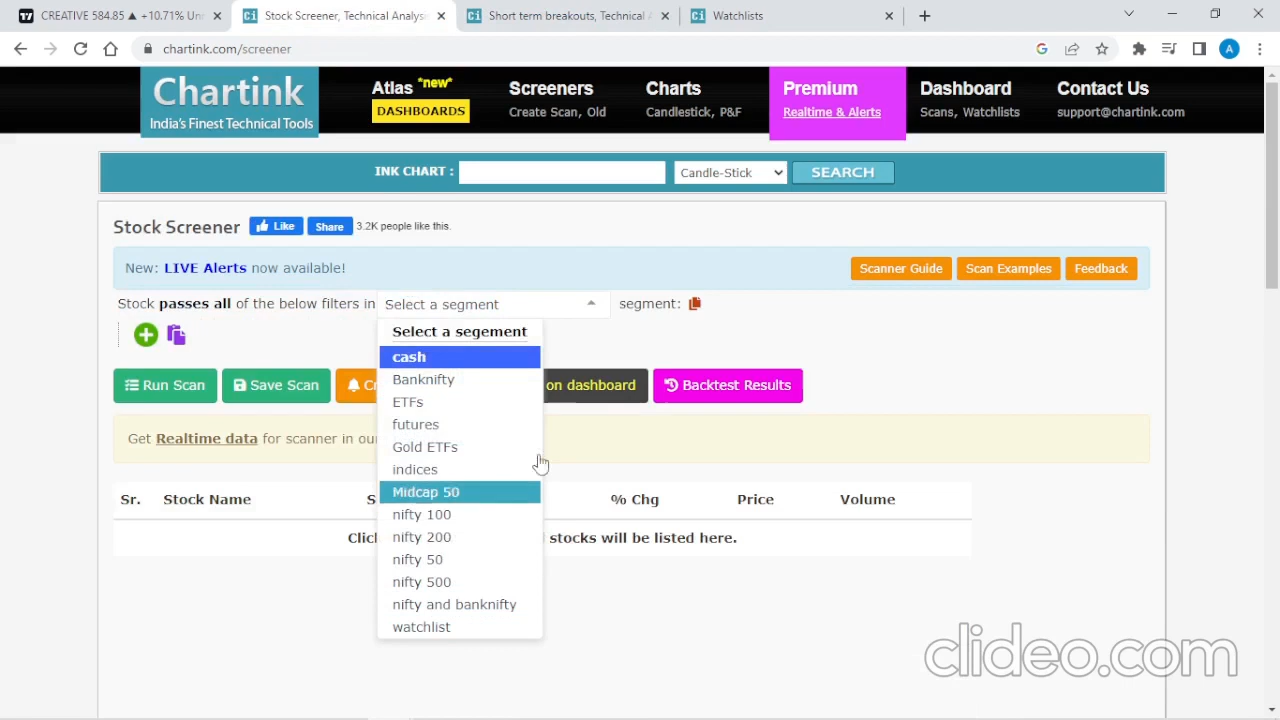 CREATIVE 584.85 ▲ +10.71% Un
Stock Screener, Technical Analysi
Short term breakouts, Technical A
Watchlists
chartink.com/screener
A
Chartink
India's Finest Technical Tools
Atlas *new*
DASHBOARDS
Screeners
Create Scan, Old
Charts
Candlestick, P&F
Premium
Realtime & Alerts
Dashboard
Scans, Watchlists
Contact Us
support@chartink.com
INK CHART :
Candle-Stick
SEARCH
Stock Screener
Like
Share
3.2K people like this.
New: LIVE Alerts now available!
Scanner Guide
Scan Examples
Feedback
Stock passes all of the below filters in Select a segment segment:
Select a segement
cash
Banknifty
ETFs
futures
Gold ETFs
indices
Midcap 50
nifty 100
nifty 200
nifty 50
nifty 500
nifty and banknifty
watchlist
Run Scan
Save Scan
Cr
on dashboard
Backtest Results
Get Realtime data for scanner in our
Sr. Stock Name S % Chg Price Volume
Clic stocks will be listed here.
clideo.com